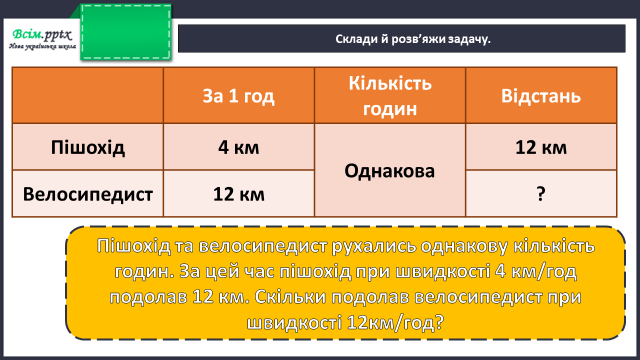 Всім.pptx
Нова українська школа
Склади й розв’яжи задачу.
За 1 год
Кількість
годин
Відстань
Пішохід
4 км
Однакова
12 км
Велосипедист
12 км
?
Пішохід та велосипедист рухались однакову кількість
годин. За цей час пішохід при швидкості 4 км/год
подолав 12 км. Скільки подолав велосипедист при
швидкості 12км/год?